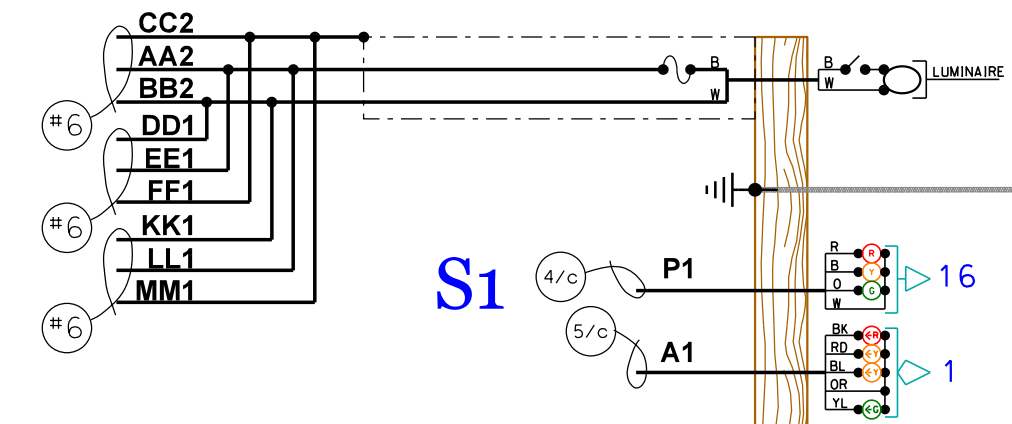 CC2
AA2
BB2
#6
DD1
EE1
FF1
#6
KK1
LL1
MM1
#6
B
W
B
W
LUMINAIRE
S1
4/c
P1
R
B
O
W
R
Y
G
16
5/c
A1
BK
RD
BL
OR
YL
←R
←Y
←Y
←G
1